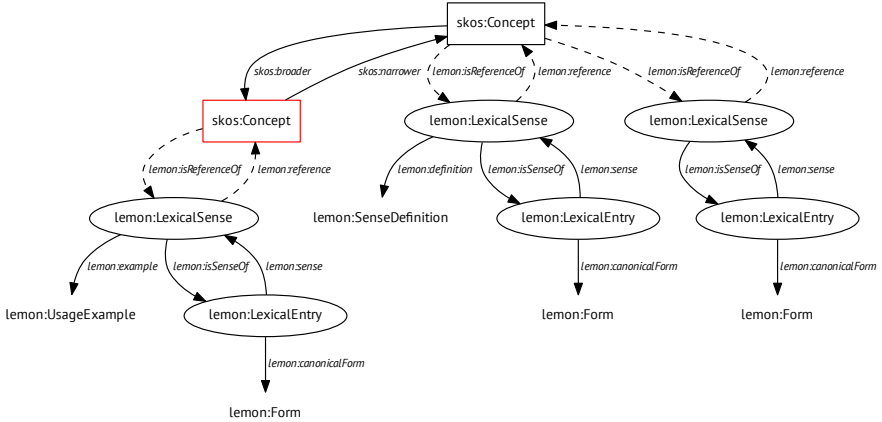 skos:Concept
skos:broader
skos:narrower
lemon:isReferenceOf
lemon:reference
lemon:isReferenceOf
lemon:reference
skos:Concept
lemon:LexicalSense
lemon:LexicalSense
lemon:isReferenceOf
lemon:reference
lemon:definition
lemon:isSenseOf
lemon:sense
lemon:isSenseOf
lemon:sense
lemon:LexicalSense
lemon:SenseDefinition
lemon:LexicalEntry
lemon:LexicalEntry
lemon:example
lemon:isSenseOf
lemon:sense
lemon:canonicalForm
lemon:canonicalForm
lemon:UsageExample
lemon:LexicalEntry
lemon:Form
lemon:Form
lemon:canonicalForm
lemon:Form